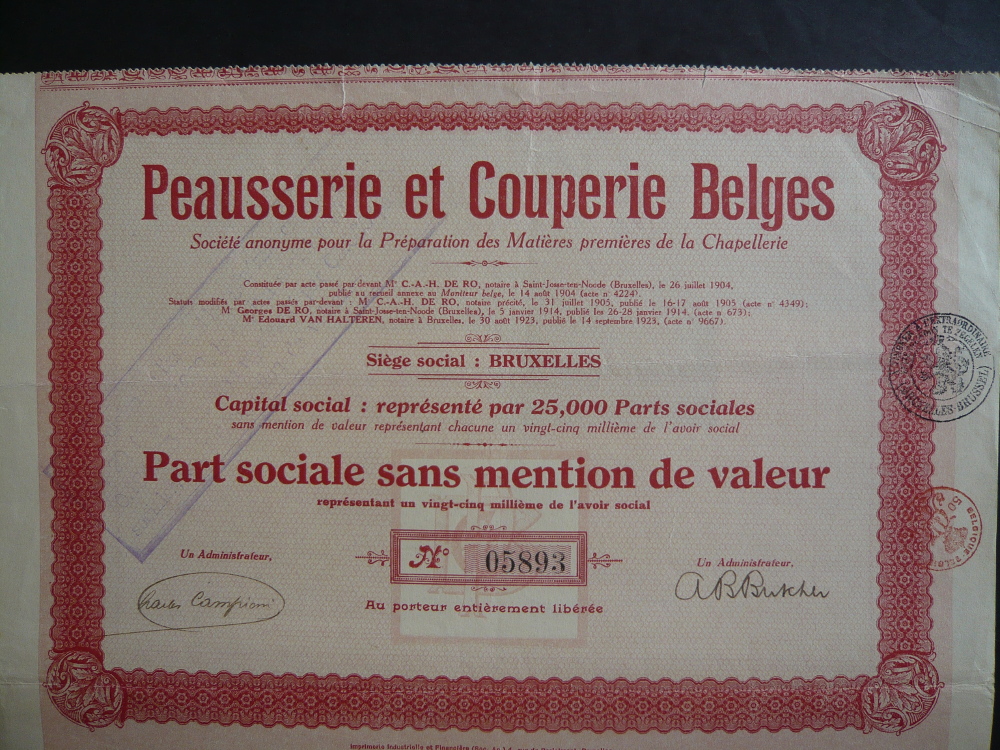 Peausserie et Couperie Belges
Société anonyme pour la Préparation des Matières premières de la Chapellerie
Constituée par acte passé par-devant Mᵉ C.-A.-H. DE RO, notaire à Saint-Josse-ten-Noode (Bruxelles), le 26 juillet 1904,
publié au recueil annexe au Moniteur belge, le 14 août 1904 (acte n° 4224).
Statuts modifiés par actes passés par-devant : Mᵉ C.-A.-H. DE RO, notaire précité, le 31 juillet 1905, publié le 16-17 août 1905 (acte n° 4349);
Mᵉ Georges DE RO, notaire à Saint-Josse-ten-Noode (Bruxelles), le 5 janvier 1914, publié les 26-28 janvier 1914, (acte n° 673);
Mᵉ Edouard VAN HALTEREN, notaire à Bruxelles, le 30 août 1923, publié le 14 septembre 1923, (acte n° 9667).
Siège social : BRUXELLES
Capital social : représenté par 25,000 Parts sociales
sans mention de valeur représentant chacune un vingt-cinq millième de l'avoir social
Part sociale sans mention de valeur
représentant un vingt-cinq millième de l'avoir social
N° 05893
Un Administrateur,
Charles Campioni
Un Administrateur,
A B Butcher
Au porteur entièrement libérée
Imprimerie Industrielle et Financière